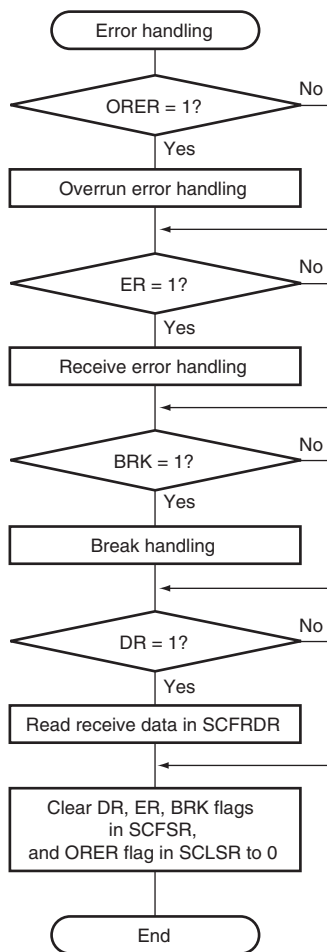 Error handling
No
ORER = 1?
Yes
Overrun error handling
No
ER = 1?
Yes
Receive error handling
No
BRK = 1?
Yes
Break handling
No
DR = 1?
Yes
Read receive data in SCFRDR
Clear DR, ER, BRK flags
in SCFSR,
and ORER flag in SCLSR to 0
End